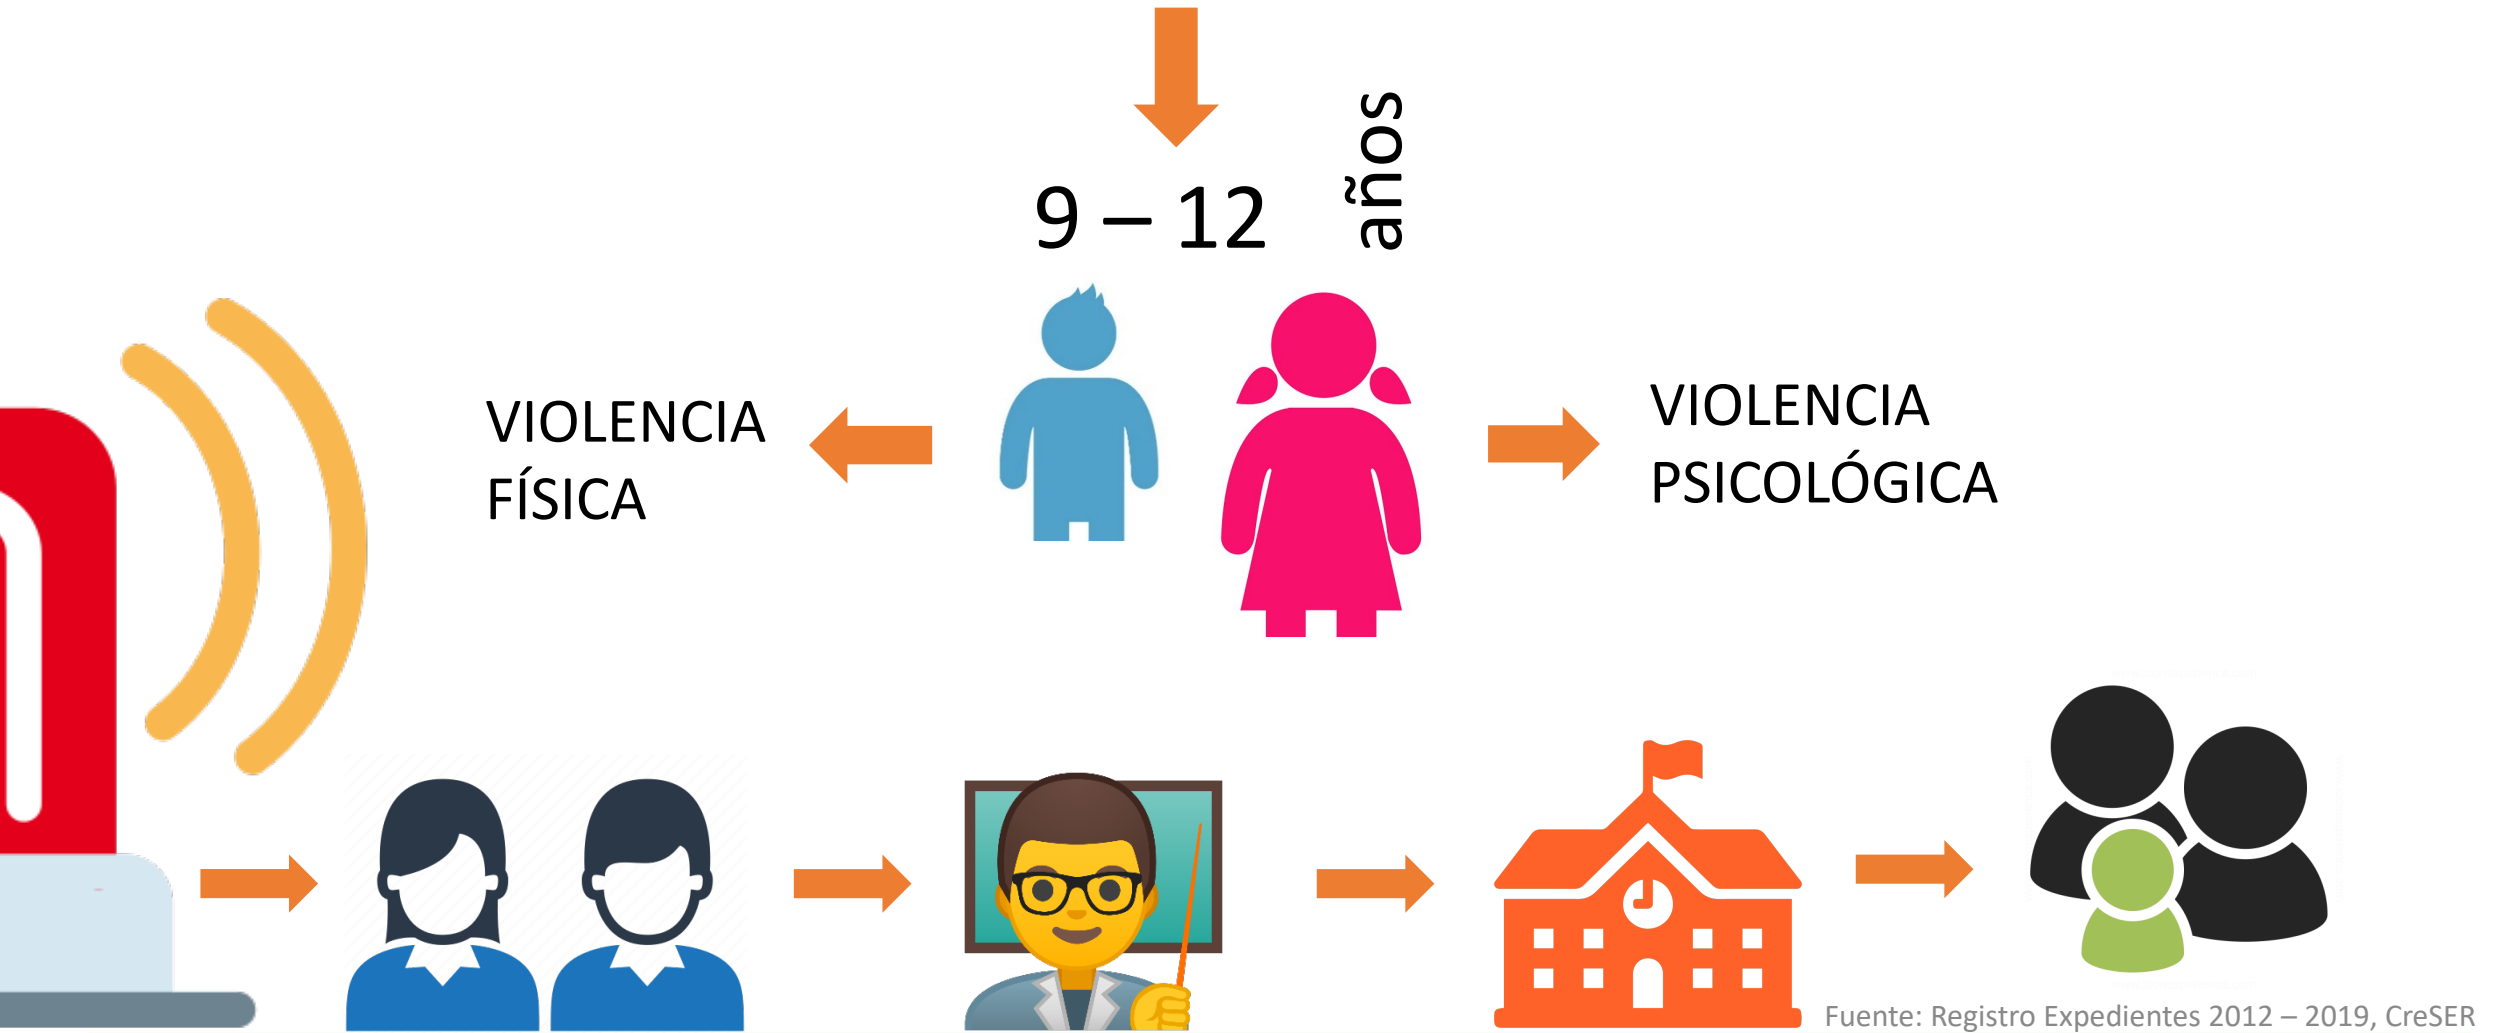 9 – 12
años
VIOLENCIA
FÍSICA
VIOLENCIA
PSICOLÓGICA
Fuente: Registro Expedientes 2012 – 2019, CreSER